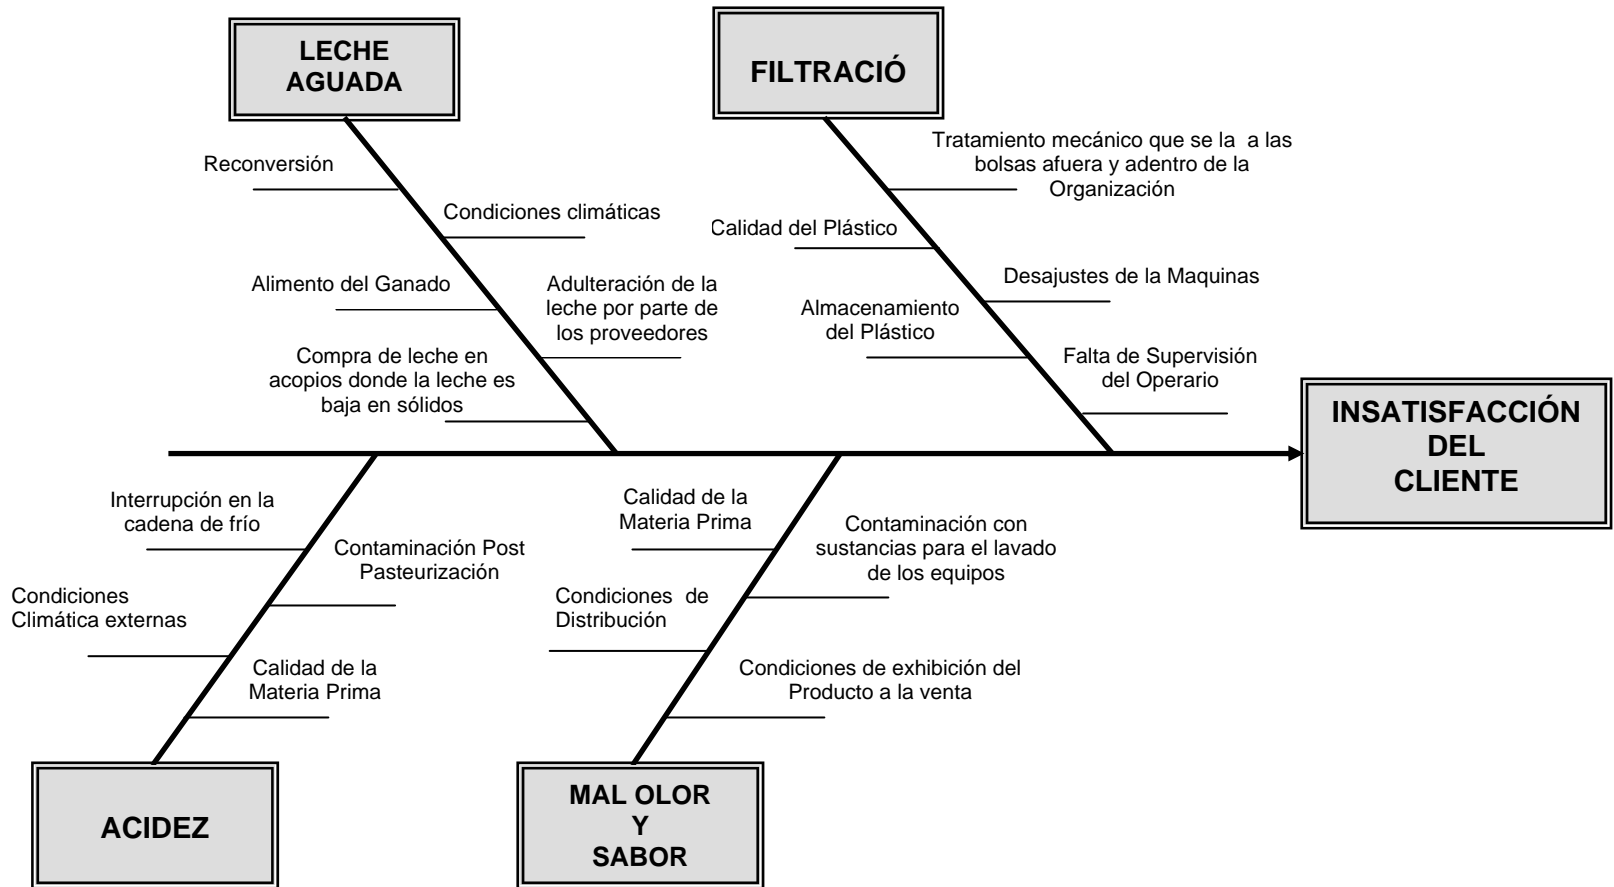 LECHE
AGUADA
FILTRACIÓ
Reconversión
Condiciones climáticas
Alimento del Ganado
Adulteración de la
leche por parte de
los proveedores
Compra de leche en
acopios donde la leche es
baja en sólidos
Tratamiento mecánico que se la  a las
bolsas afuera y adentro de la
Organización
Calidad del Plástico
Desajustes de la Maquinas
Almacenamiento
del Plástico
Falta de Supervisión
del Operario
INSATISFACCIÓN
DEL
CLIENTE
Interrupción en la
cadena de frío
Contaminación Post
Pasteurización
Condiciones
Climática externas
Calidad de la
Materia Prima
Calidad de la
Materia Prima
Contaminación con
sustancias para el lavado
de los equipos
Condiciones  de
Distribución
Condiciones de exhibición del
Producto a la venta
ACIDEZ
MAL OLOR
Y
SABOR